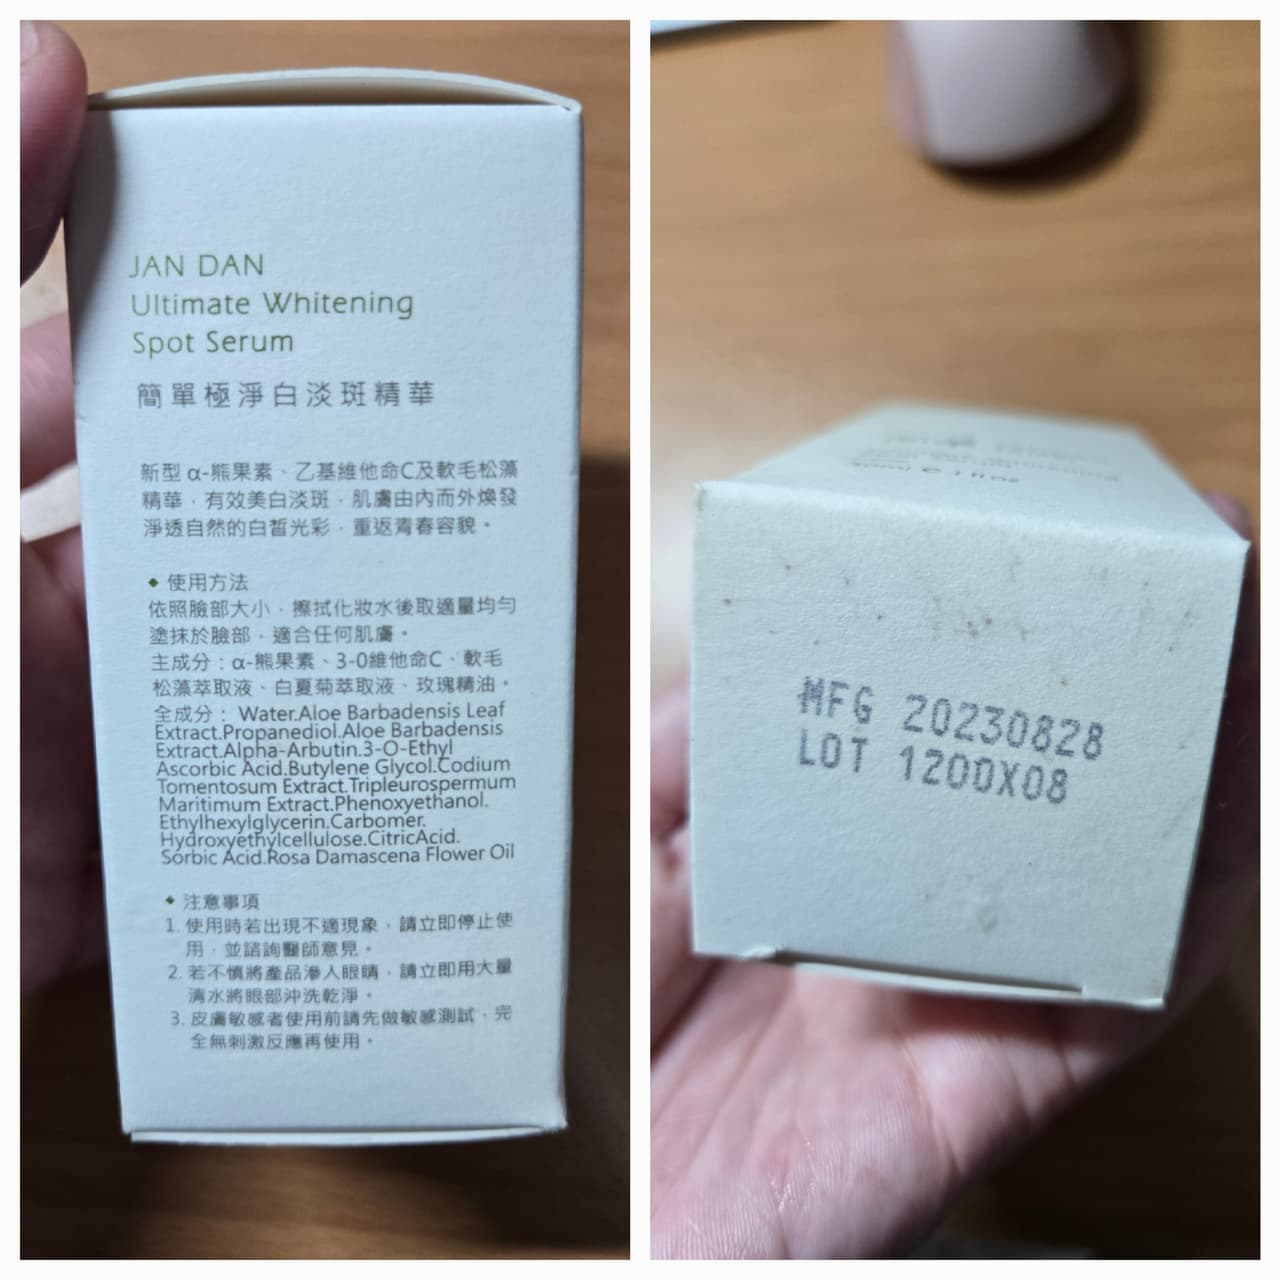 JAN DAN
Ultimate Whitening
Spot Serum
簡單極淨白淡斑精華
新型 α-熊果素、乙基維他命C及軟毛松藻
精華，有效美白淡斑，肌膚由內而外煥發
淨透自然的白皙光彩，重返青春容貌。
◆ 使用方法
依照臉部大小，擦拭化妝水後取適量均勻
塗抹於臉部，適合任何肌膚。
主成分：α-熊果素、3-0維他命C、軟毛
松藻萃取液、白夏菊萃取液、玫瑰精油。
全成分： Water.Aloe Barbadensis Leaf
Extract.Propanediol.Aloe Barbadensis
Extract.Alpha-Arbutin.3-O-Ethyl
Ascorbic Acid.Butylene Glycol.Codium
Tomentosum Extract.Tripleurospermum
Maritimum Extract.Phenoxyethanol.
Ethylhexylglycerin.Carbomer.
Hydroxyethylcellulose.CitricAcid.
Sorbic Acid.Rosa Damascena Flower Oil
◆ 注意事項
1. 使用時若出現不適現象，請立即停止使
用，並諮詢醫師意見。
2. 若不慎將產品滲入眼睛，請立即用大量
清水將眼部沖洗乾淨。
3. 皮膚敏感者使用前請先做敏感測試，完
全無刺激反應再使用。
MFG 20230828
LOT 1200X08